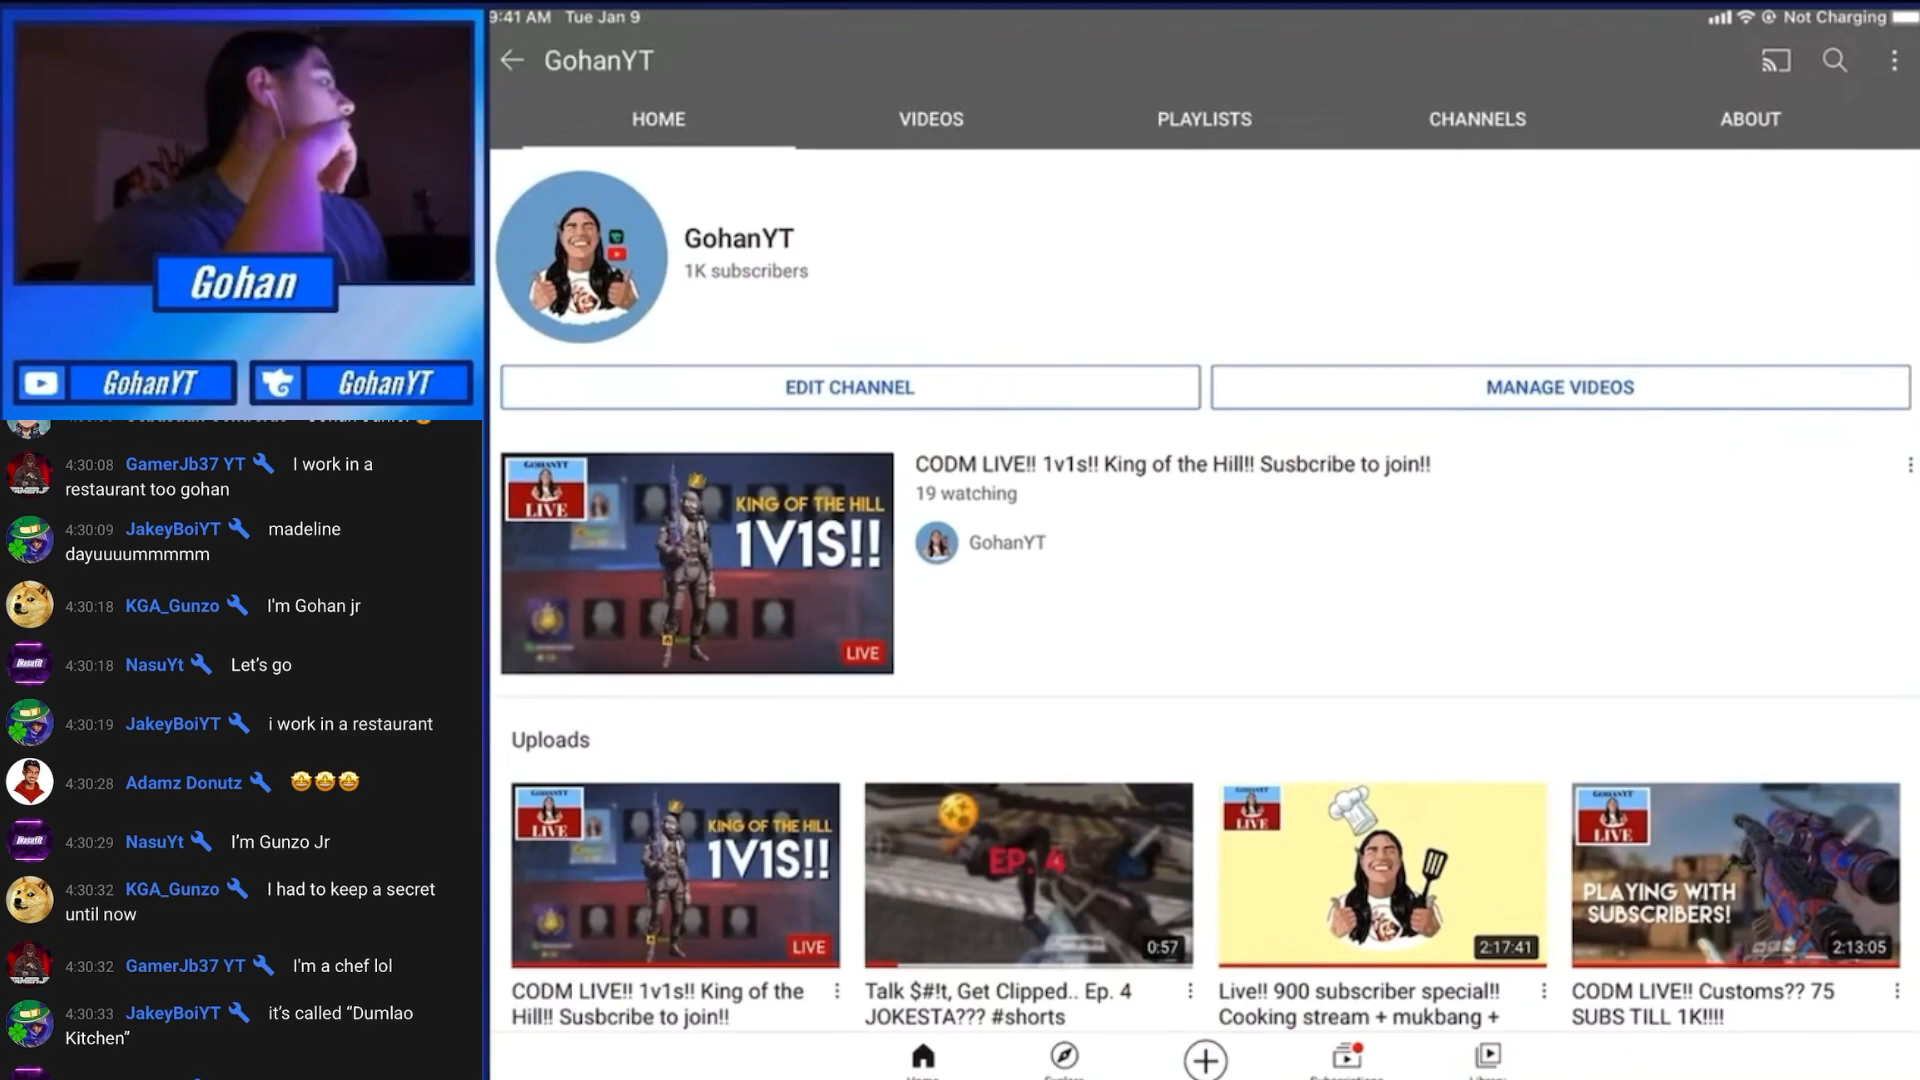 9:41 AM Tue Jan 9
Not Charging
GohanYT
HOME VIDEOS PLAYLISTS CHANNELS ABOUT
GohanYT
1K subscribers
EDIT CHANNEL MANAGE VIDEOS
GOHANYT
LIVE
KING OF THE HILL
1V1S!!
LIVE
CODM LIVE!! 1v1s!! King of the Hill!! Susbcribe to join!!
19 watching
GohanYT
Uploads
GOHANYT
LIVE
KING OF THE HILL
1V1S!!
LIVE
CODM LIVE!! 1v1s!! King of the
Hill!! Susbcribe to join!!
EP. 4
0:57
Talk $#!t, Get Clipped.. Ep. 4
JOKESTA??? #shorts
GOHANYT
LIVE
2:17:41
Live!! 900 subscriber special!!
Cooking stream + mukbang +
GOHANYT
LIVE
PLAYING WITH
SUBSCRIBERS!
2:13:05
CODM LIVE!! Customs?? 75
SUBS TILL 1K!!!!
Gohan
GohanYT GohanYT
4:30:08 GamerJb37 YT I work in a
restaurant too gohan
4:30:09 JakeyBoiYT madeline
dayuuuummmmm
4:30:18 KGA_Gunzo I'm Gohan jr
4:30:18 NasuYt Let's go
4:30:19 JakeyBoiYT i work in a restaurant
4:30:28 Adamz Donutz 🤩🤩🤩
4:30:29 NasuYt I'm Gunzo Jr
4:30:32 KGA_Gunzo I had to keep a secret
until now
4:30:32 GamerJb37 YT I'm a chef lol
4:30:33 JakeyBoiYT it's called “Dumlao
Kitchen”